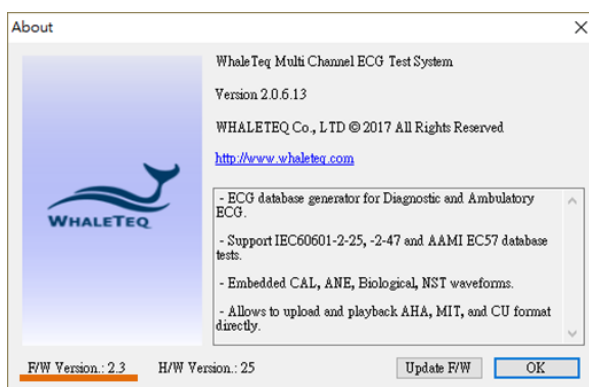 About
WhaleTeq Multi Channel ECG Test System
Version 2.0.6.13
WHALETEQ Co., LTD © 2017 All Rights Reserved
http://www.whaleteq.com
WHALETEQ
- ECG database generator for Diagnostic and Ambulatory
ECG.
- Support IEC60601-2-25, -2-47 and AAMI EC57 database
tests.
- Embedded CAL, ANE, Biological, NST waveforms.
- Allows to upload and playback AHA, MIT, and CU format
directly.
F/W Version.: 2.3
H/W Version.: 25
Update F/W
OK